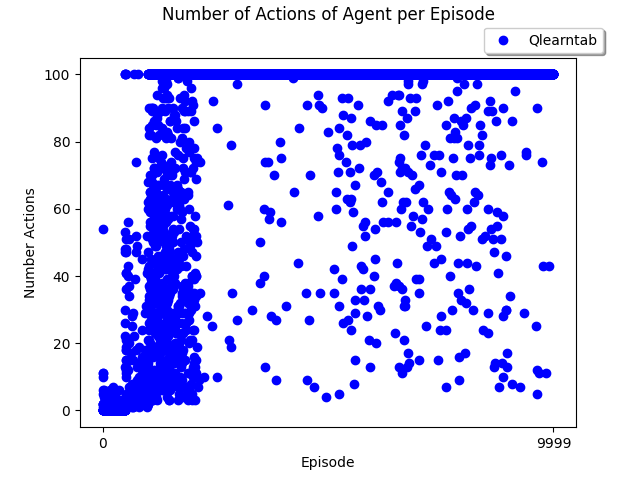 Number of Actions of Agent per Episode
Qlearntab
100
80
60
40
20
0
Number Actions
0
9999
Episode